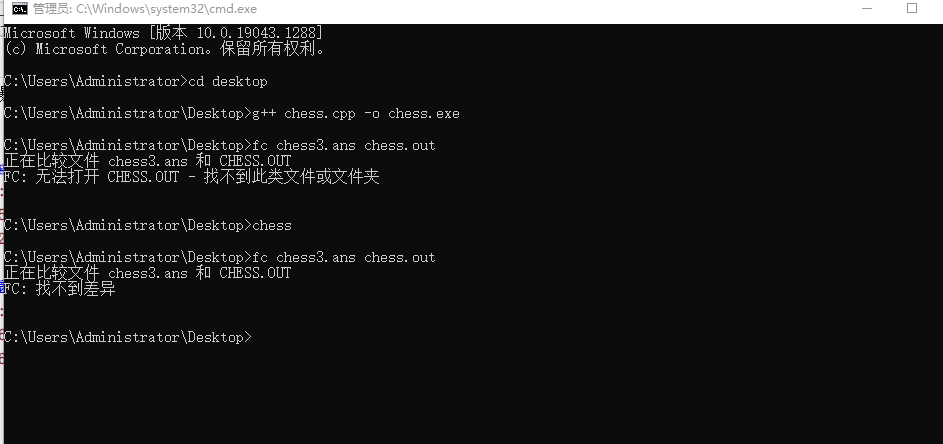 管理员: C:\Windows\system32\cmd.exe
Microsoft Windows [版本 10.0.19043.1288]
(c) Microsoft Corporation。保留所有权利。
C:\Users\Administrator>cd desktop
C:\Users\Administrator\Desktop>g++ chess.cpp -o chess.exe
C:\Users\Administrator\Desktop>fc chess3.ans chess.out
正在比较文件 chess3.ans 和 CHESS.OUT
FC: 无法打开 CHESS.OUT - 找不到此类文件或文件夹
C:\Users\Administrator\Desktop>chess
C:\Users\Administrator\Desktop>fc chess3.ans chess.out
正在比较文件 chess3.ans 和 CHESS.OUT
FC: 找不到差异
C:\Users\Administrator\Desktop>